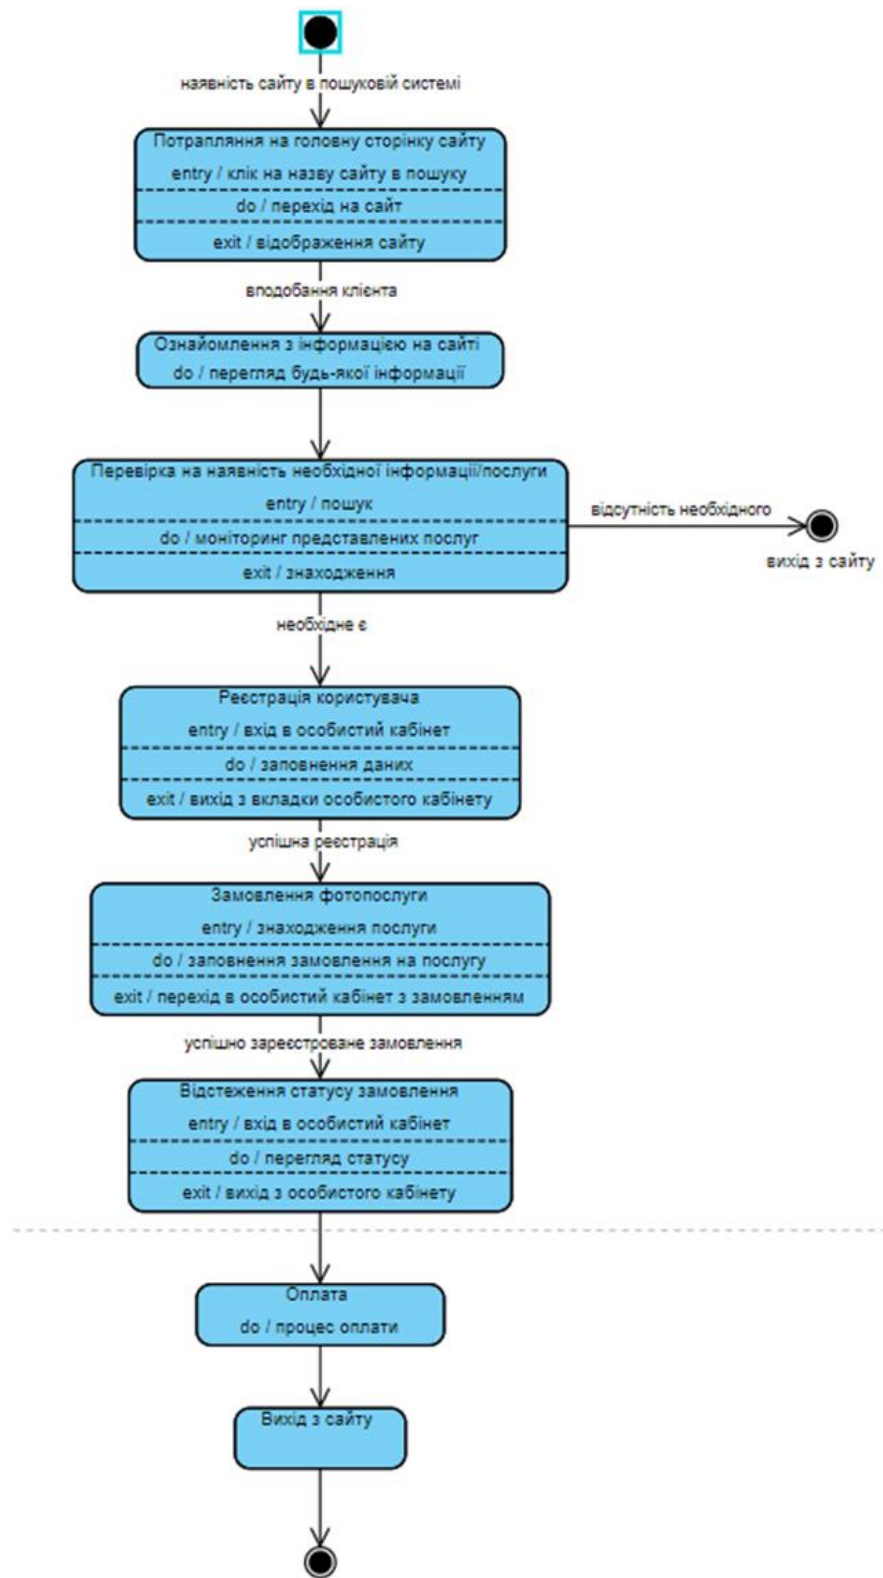 наявність сайту в пошуковій системі
Потрапляння на головну сторінку сайту
entry / клік на назву сайту в пошуку
do / перехід на сайт
exit / відображення сайту
вподобання клієнта
Ознайомлення з інформацією на сайті
do / перегляд будь-якої інформації
Перевірка на наявність необхідної інформації/послуги
entry / пошук
do / моніторинг представлених послуг
exit / знаходження
відсутність необхідного
вихід з сайту
необхідне є
Реєстрація користувача
entry / вхід в особистий кабінет
do / заповнення даних
exit / вихід з вкладки особистого кабінету
успішна реєстрація
Замовлення фотопослуги
entry / знаходження послуги
do / заповнення замовлення на послугу
exit / перехід в особистий кабінет з замовленням
успішно зареєстроване замовлення
Відстеження статусу замовлення
entry / вхід в особистий кабінет
do / перегляд статусу
exit / вихід з особистого кабінету
Оплата
do / процес оплати
Вихід з сайту